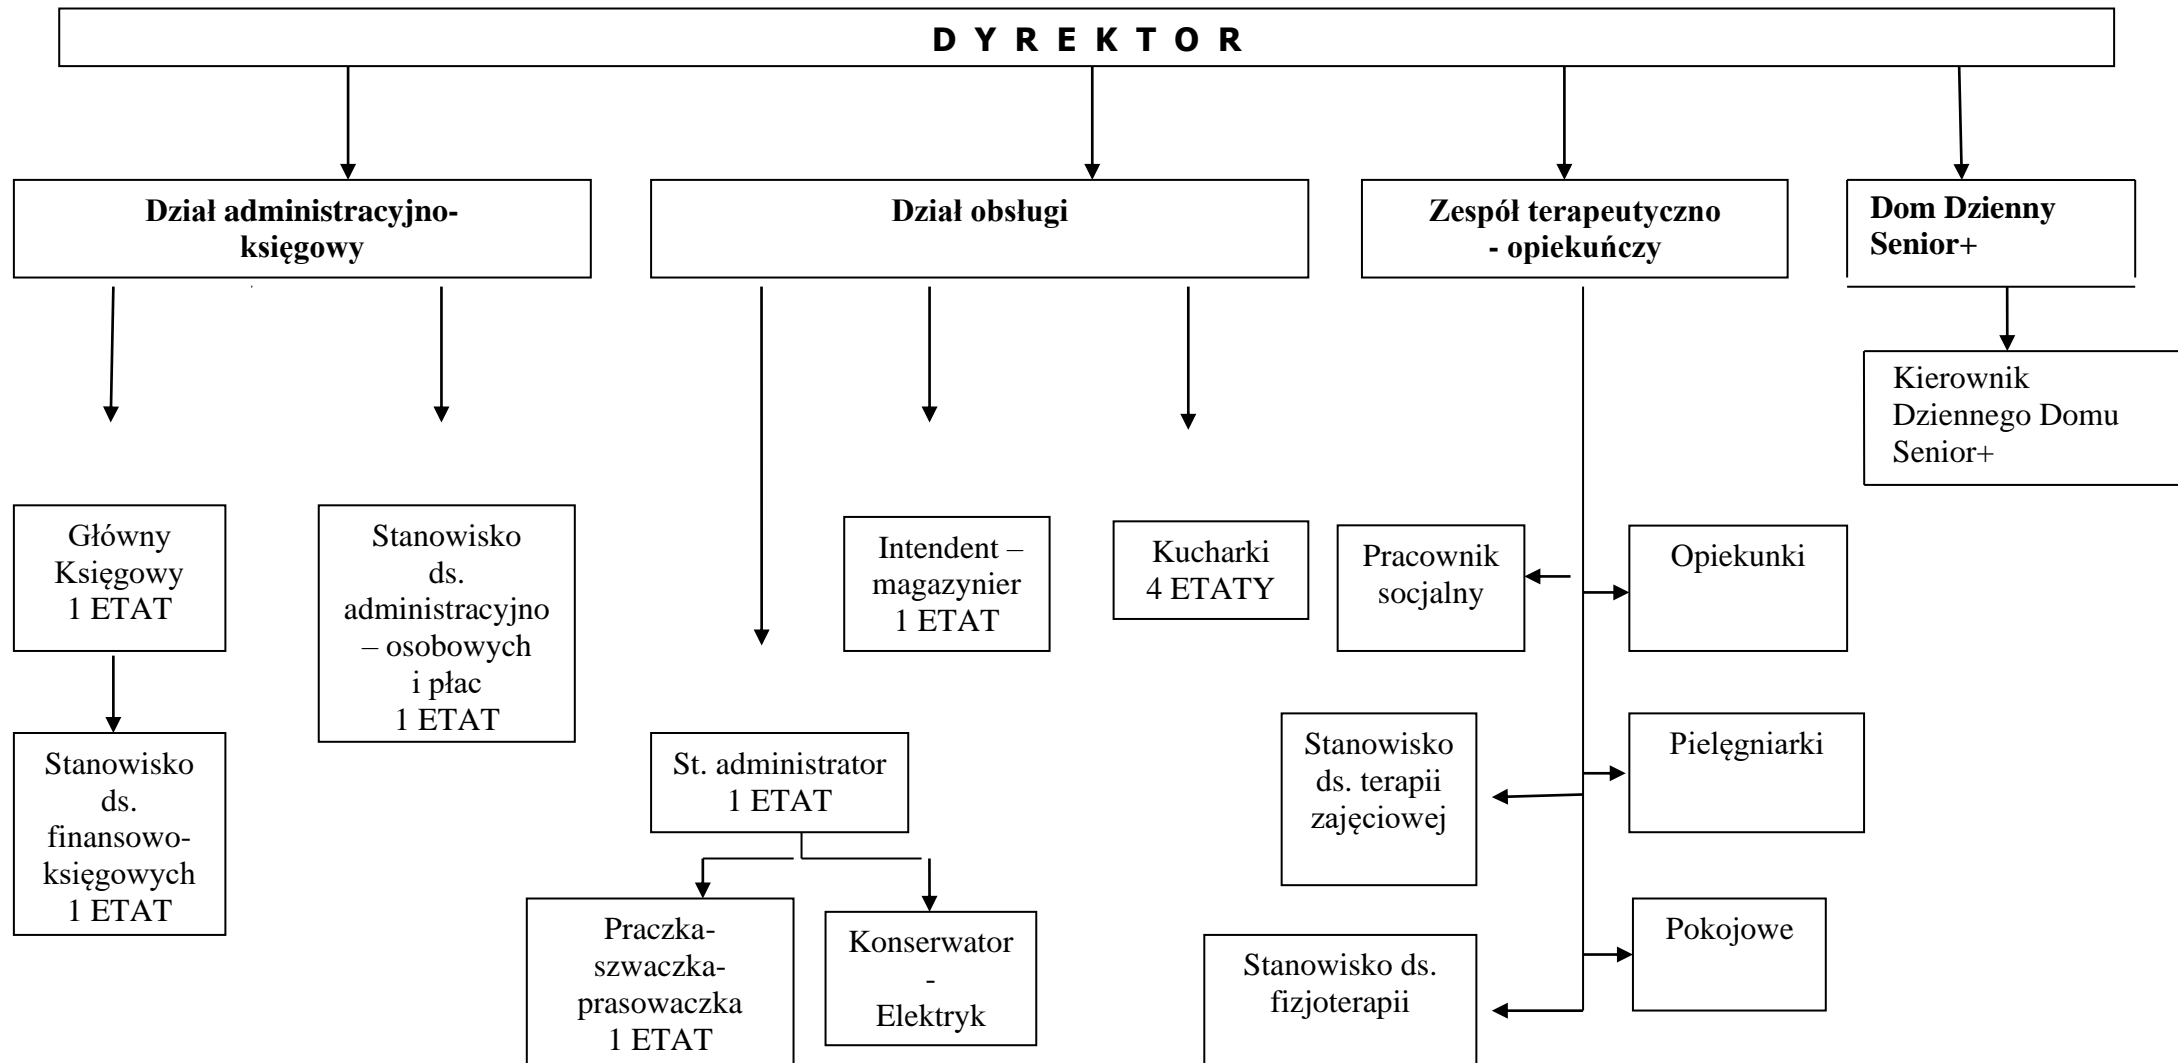 D Y R E K T O R
Dział administracyjno-
księgowy
Dział obsługi
Zespół terapeutyczno
- opiekuńczy
Dom Dzienny
Senior+
Kierownik
Dziennego Domu
Senior+
Główny
Księgowy
1 ETAT
Stanowisko
ds.
administracyjno
– osobowych
i płac
1 ETAT
Intendent –
magazynier
1 ETAT
Kucharki
4 ETATY
Pracownik
socjalny
Opiekunki
Stanowisko
ds.
finansowo-
księgowych
1 ETAT
St. administrator
1 ETAT
Stanowisko
ds. terapii
zajęciowej
Pielęgniarki
Praczka-
szwaczka-
prasowaczka
1 ETAT
Konserwator
-
Elektryk
Stanowisko ds.
fizjoterapii
Pokojowe